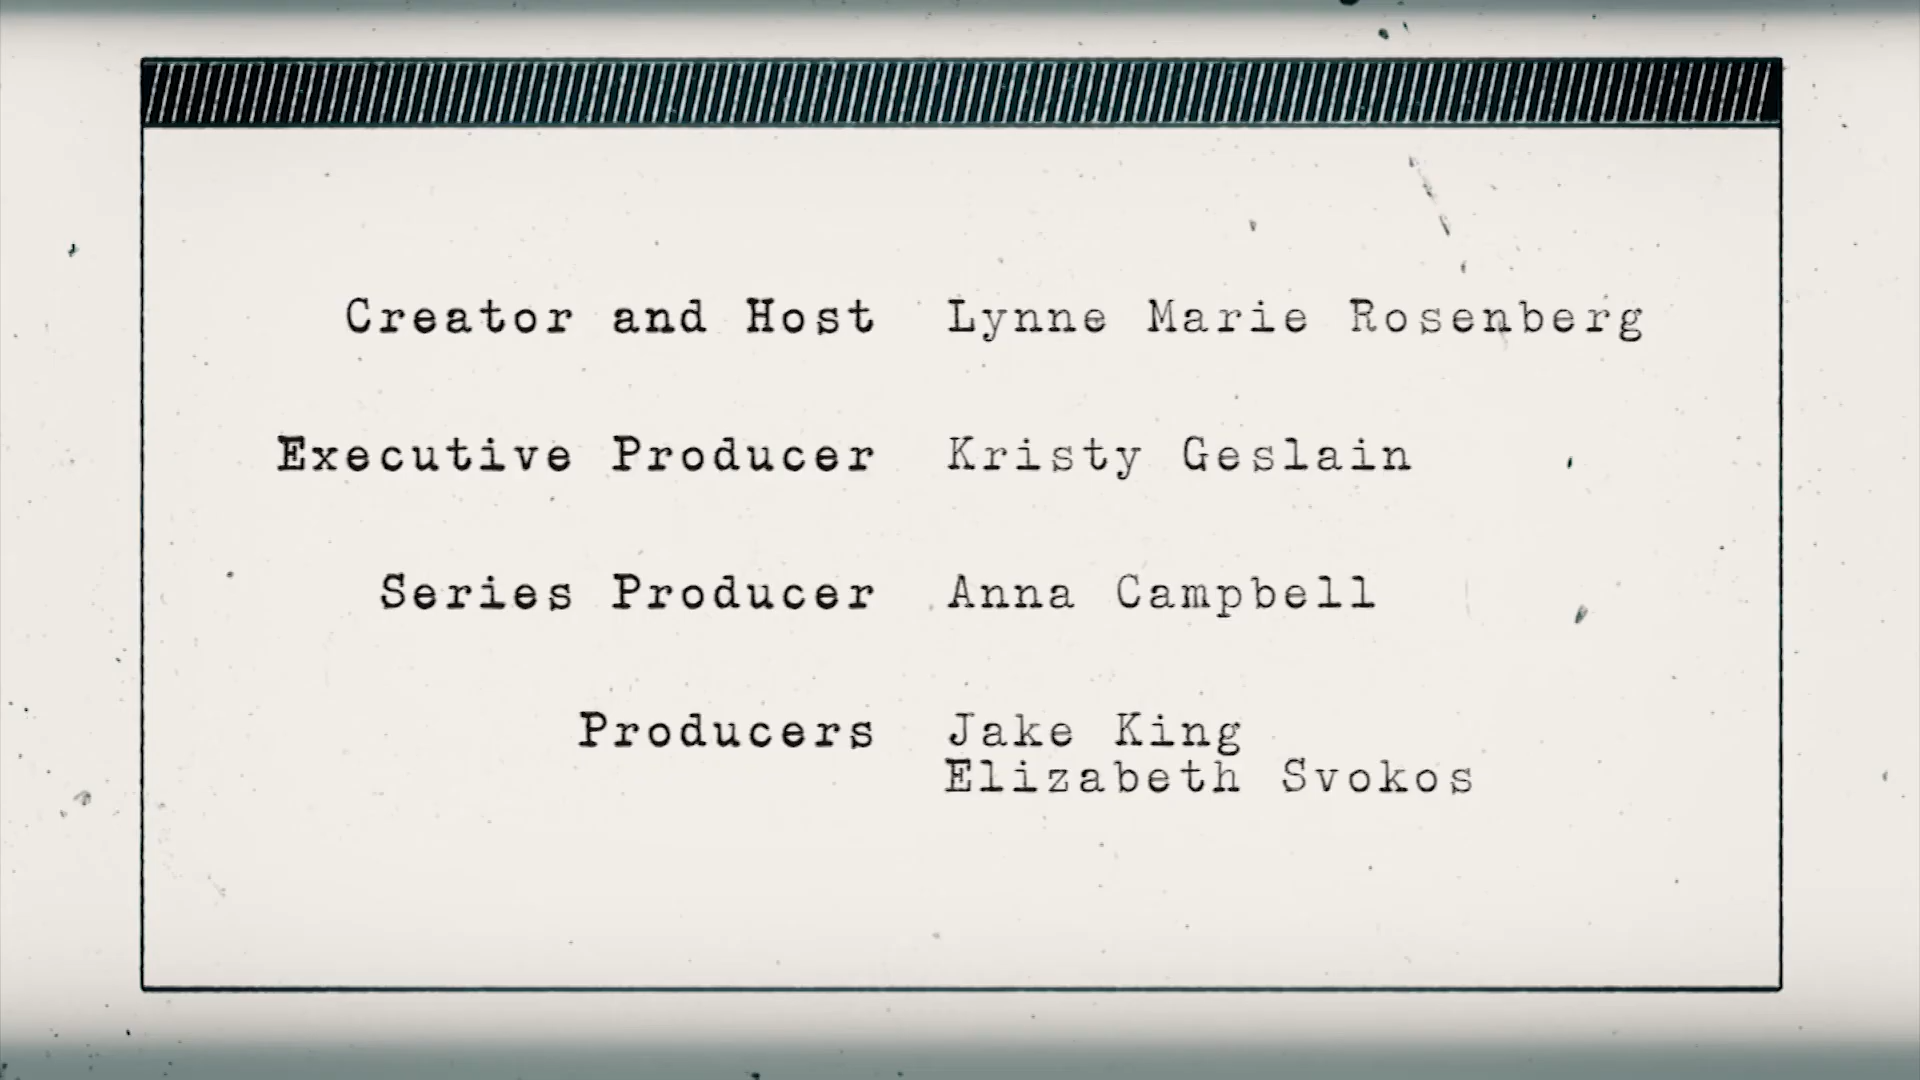 Creator and Host Lynne Marie Rosenberg
Executive Producer Kristy Geslain
Series Producer Anna Campbell
Producers Jake King
Elizabeth Svokos